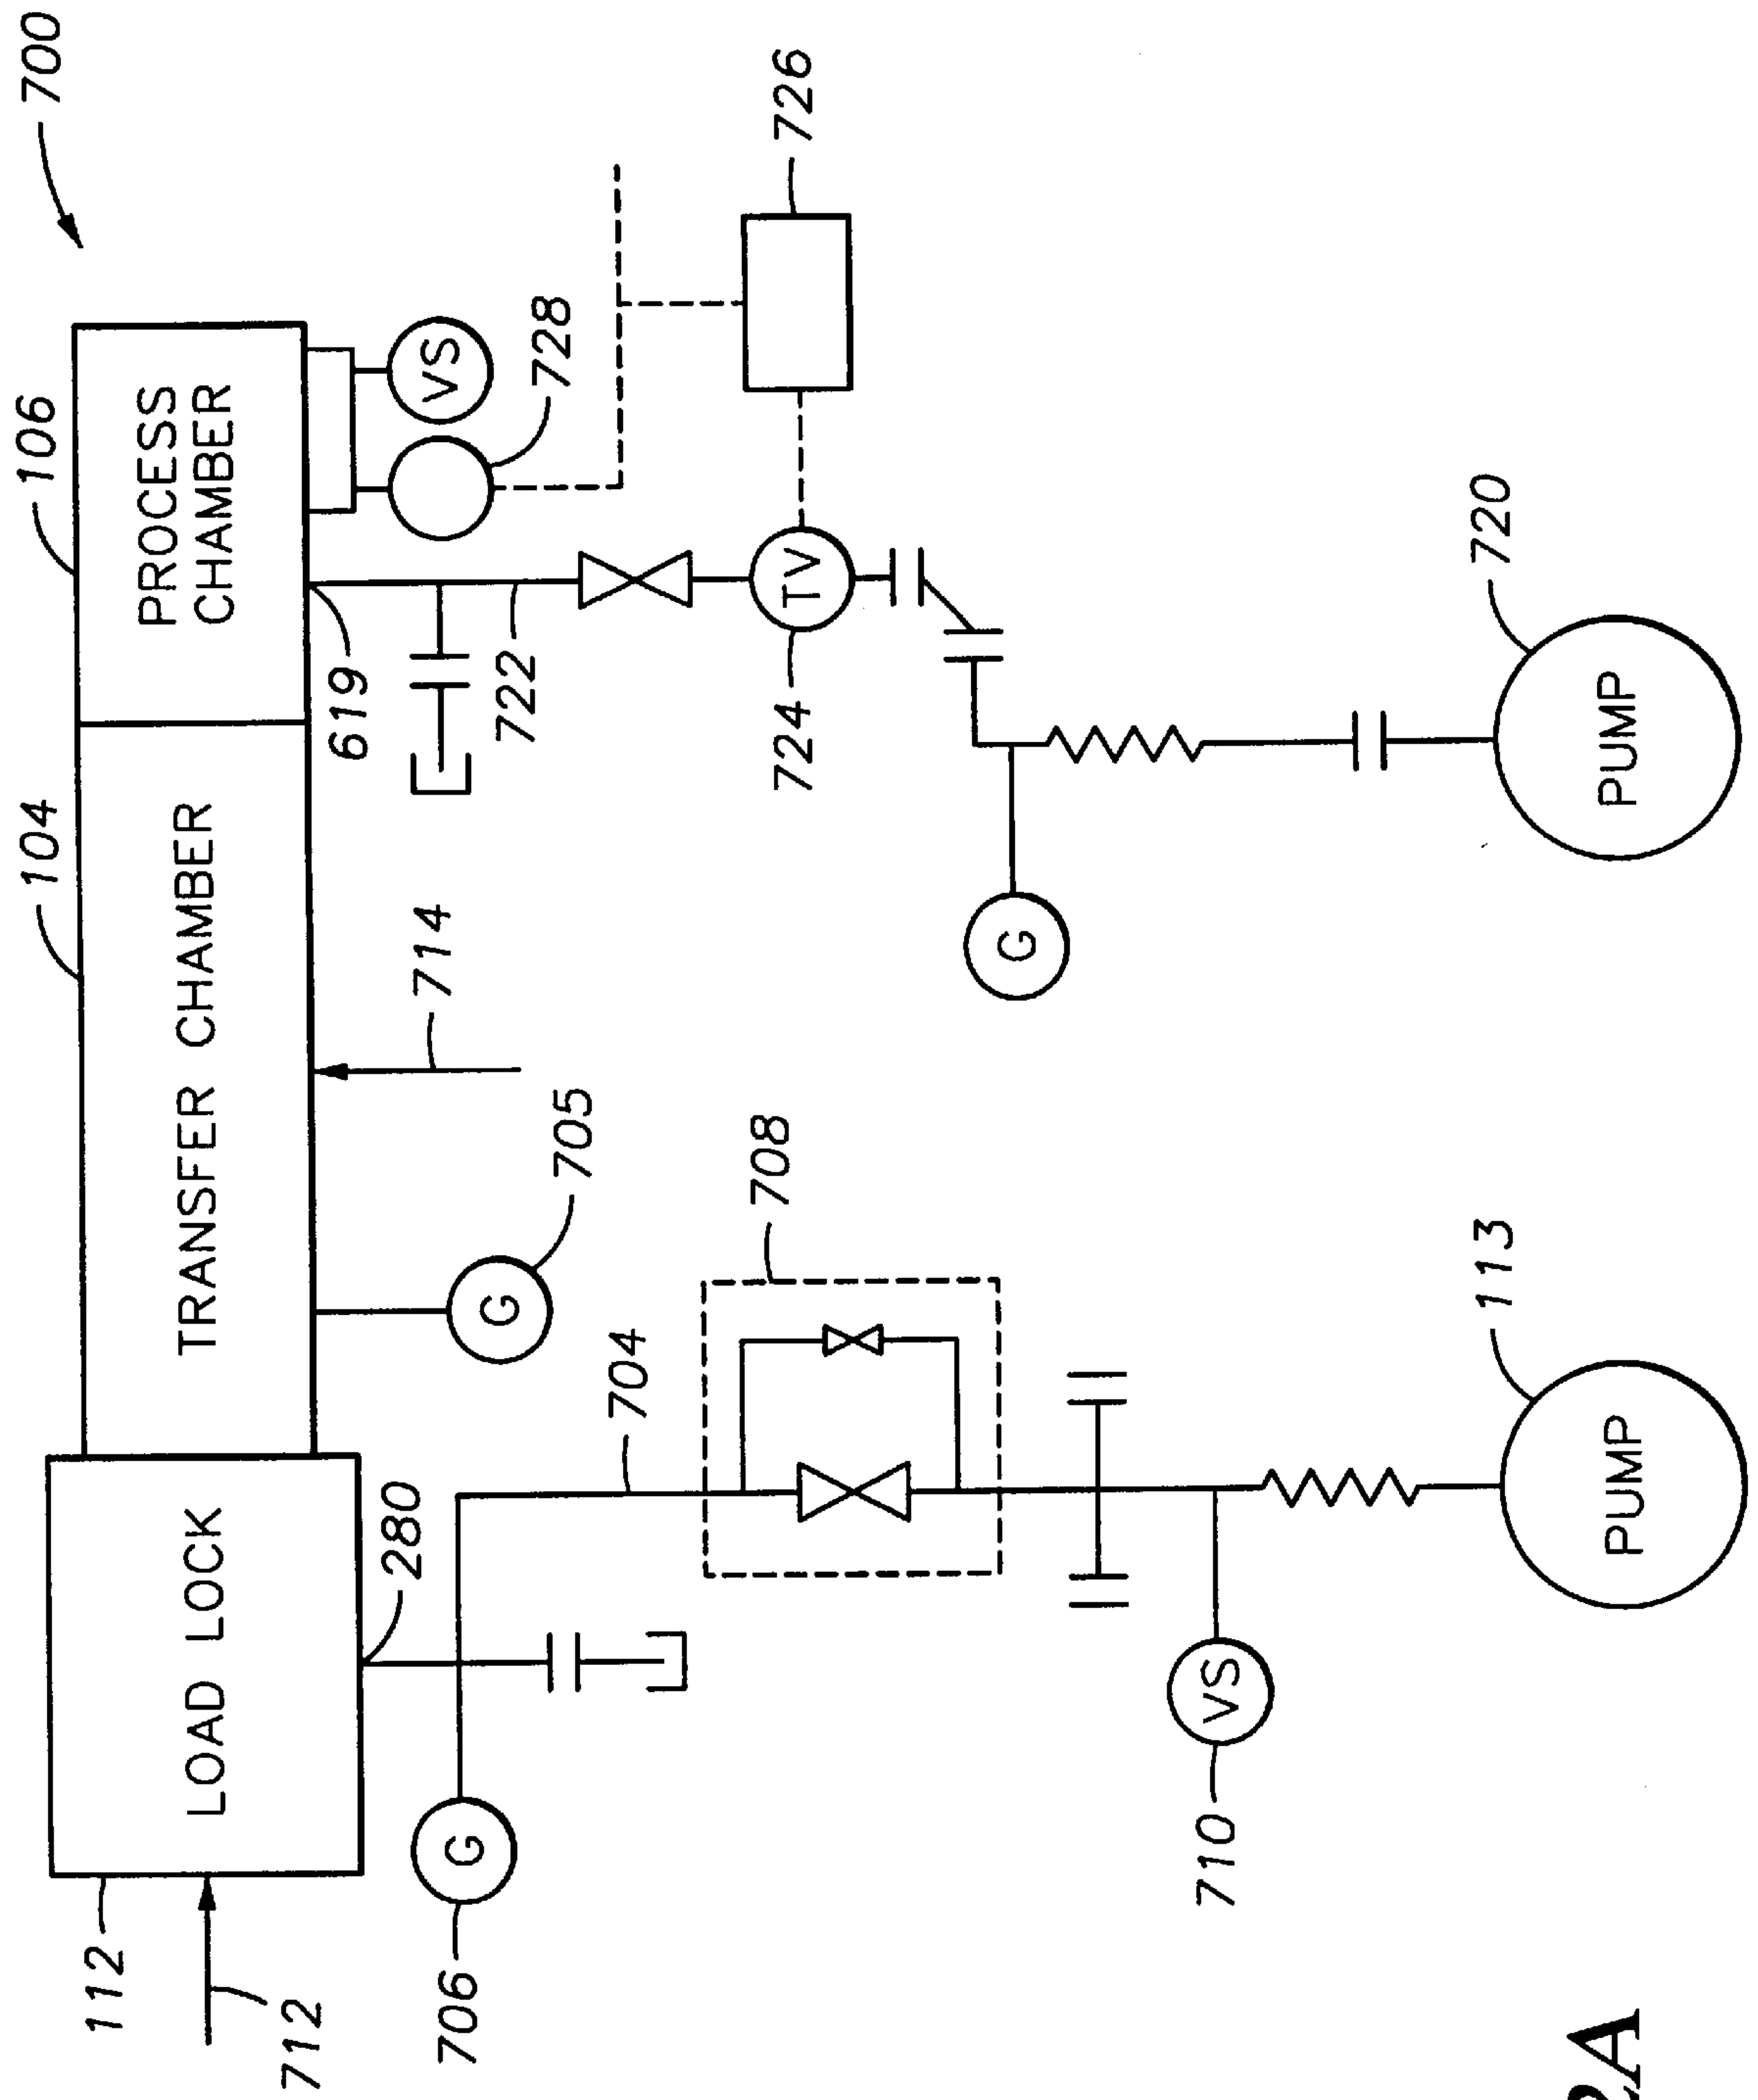 700
106
104
PROCESS
CHAMBER
TRANSFER CHAMBER
LOAD LOCK
112
712
280
619
VS
728
722
714
G
705
G
706
704
708
726
TV
724
G
VS
710
720
PUMP
113
PUMP